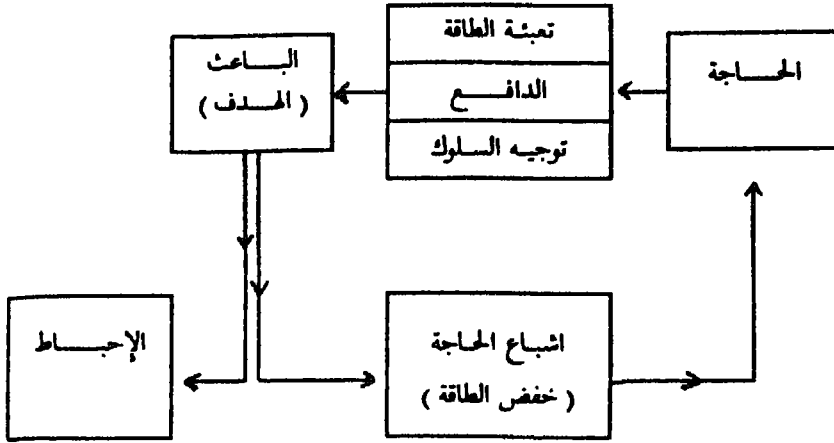 الحاجة
تعبئة الطاقة
الدافع
توجيه السلوك
الباعث
( الهدف )
الإحباط
اشباع الحاجة
( خفض الطاقة )